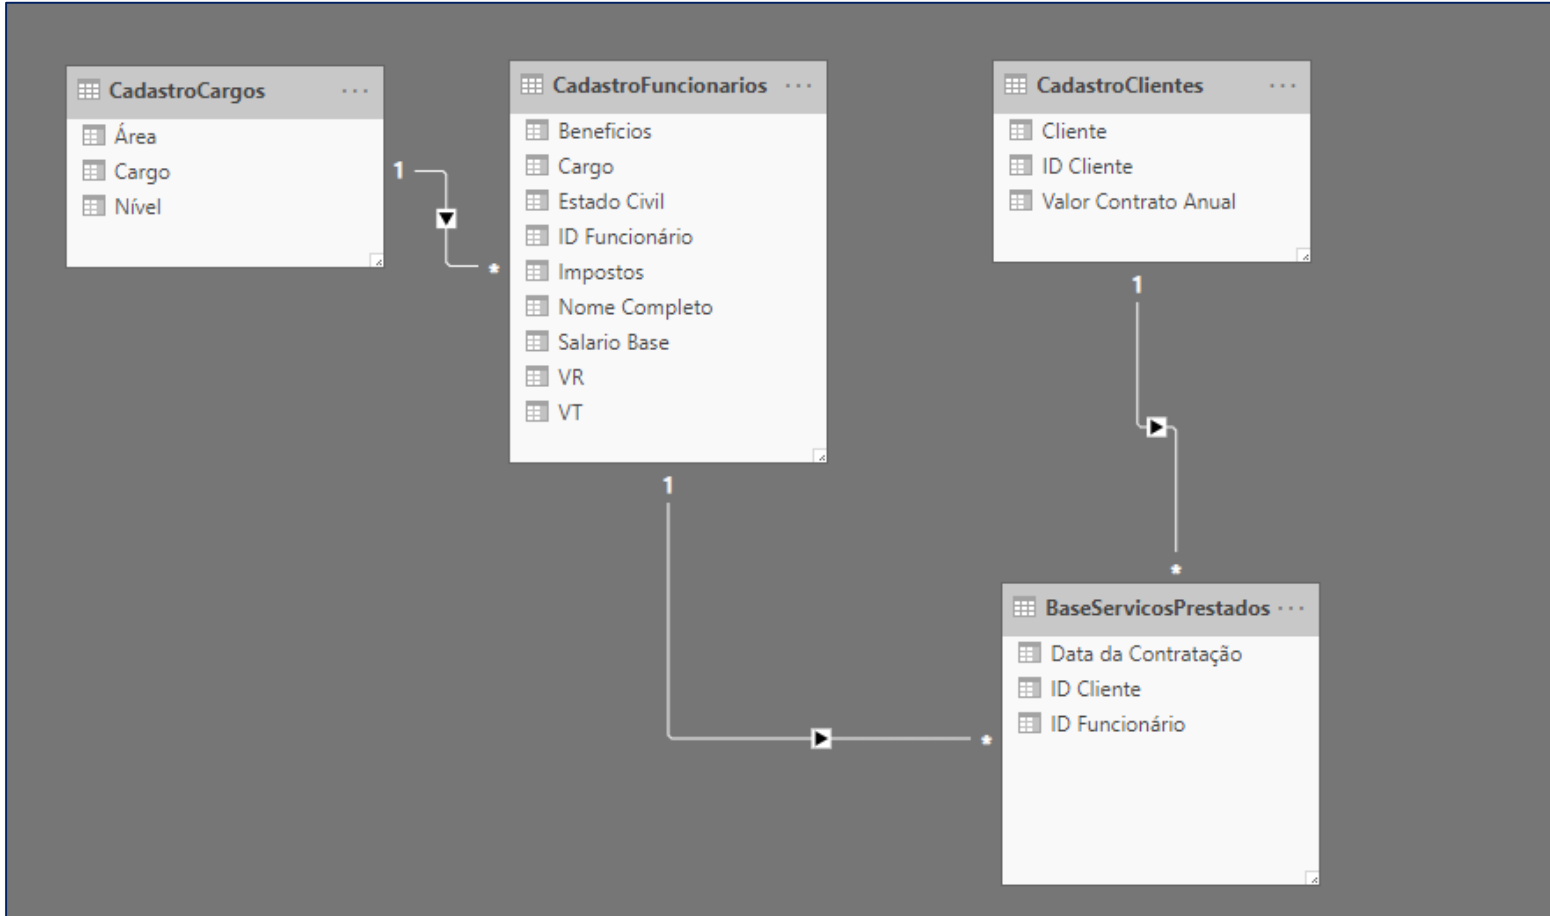 CadastroCargos ...
Área
Cargo
Nível
1
*
CadastroFuncionarios ...
Beneficios
Cargo
Estado Civil
ID Funcionário
Impostos
Nome Completo
Salario Base
VR
VT
1
*
CadastroClientes ...
Cliente
ID Cliente
Valor Contrato Anual
1
*
BaseServicosPrestados ...
Data da Contratação
ID Cliente
ID Funcionário